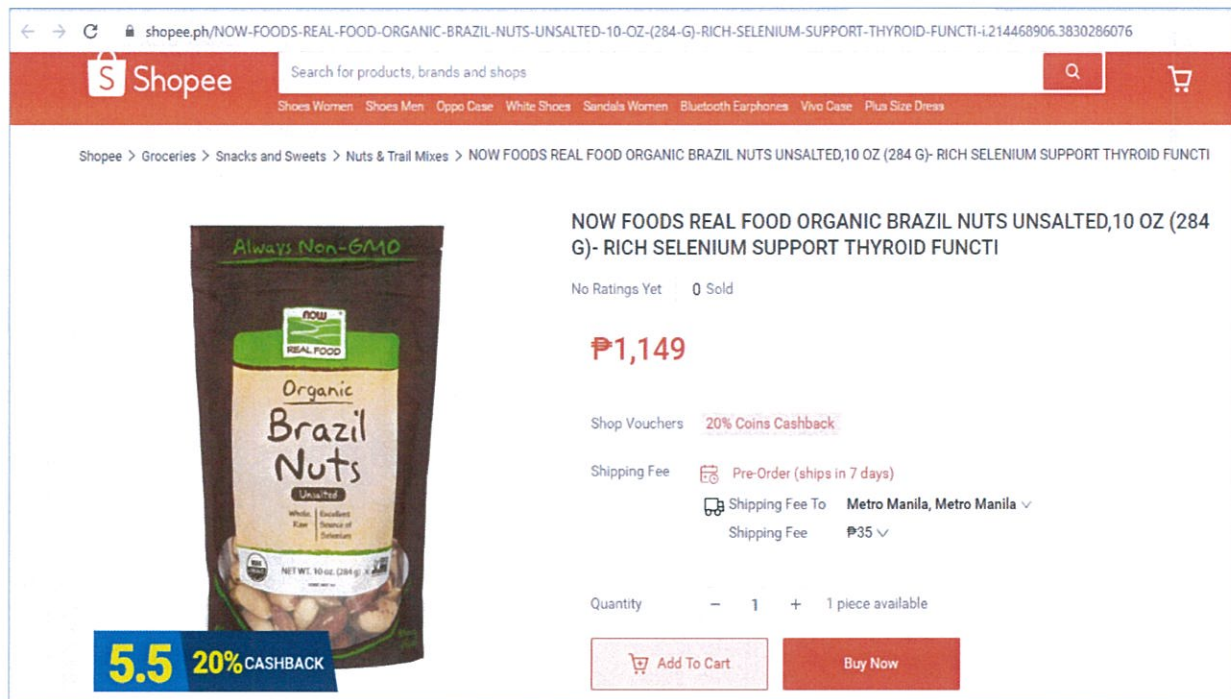 shopee.ph/NOW-FOODS-REAL-FOOD-ORGANIC-BRAZIL-NUTS-UNSALTED-10-OZ-(284-G)-RICH-SELENIUM-SUPPORT-THYROID-FUNCTI-i.214468906.3830286076
S Shopee
Search for products, brands and shops
Shoes Women Shoes Men Oppo Case White Shoes Sandals Women Bluetooth Earphones Vivo Case Plus Size Dress
Shopee > Groceries > Snacks and Sweets > Nuts & Trail Mixes > NOW FOODS REAL FOOD ORGANIC BRAZIL NUTS UNSALTED,10 OZ (284 G)- RICH SELENIUM SUPPORT THYROID FUNCTI
Always Non-GMO
now
REAL FOOD
Organic
Brazil
Nuts
Unsalted
Whole, Raw
Excellent Source of Selenium
NET WT. 10 oz. (284 g)
5.5 20% CASHBACK
NOW FOODS REAL FOOD ORGANIC BRAZIL NUTS UNSALTED,10 OZ (284
G)- RICH SELENIUM SUPPORT THYROID FUNCTI
No Ratings Yet 0 Sold
₱1,149
Shop Vouchers 20% Coins Cashback
Shipping Fee Pre-Order (ships in 7 days)
Shipping Fee To Metro Manila, Metro Manila
Shipping Fee ₱35
Quantity - 1 + 1 piece available
Add To Cart Buy Now